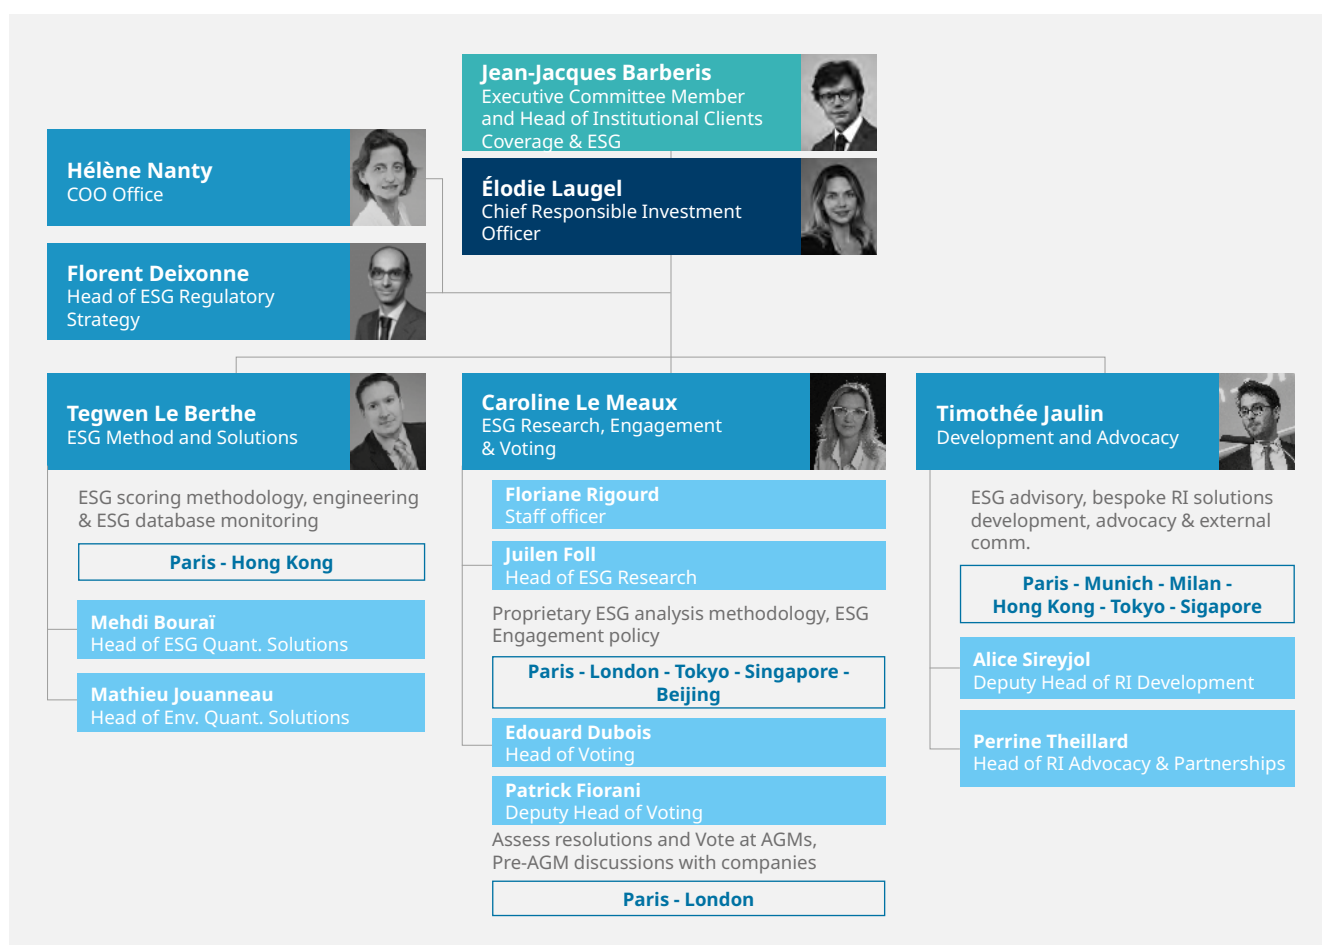 Jean-Jacques Barberis
Executive Committee Member
and Head of Institutional Clients
Coverage & ESG
Hélène Nanty
COO Office
Élodie Laugel
Chief Responsible Investment
Officer
Florent Deixonne
Head of ESG Regulatory
Strategy
Tegwen Le Berthe
ESG Method and Solutions
ESG scoring methodology, engineering
& ESG database monitoring
Paris - Hong Kong
Mehdi Bouraï
Head of ESG Quant. Solutions
Mathieu Jouanneau
Head of Env. Quant. Solutions
Caroline Le Meaux
ESG Research, Engagement
& Voting
Floriane Rigourd
Staff officer
Juilen Foll
Head of ESG Research
Proprietary ESG analysis methodology, ESG
Engagement policy
Paris - London - Tokyo - Singapore -
Beijing
Edouard Dubois
Head of Voting
Patrick Fiorani
Deputy Head of Voting
Assess resolutions and Vote at AGMs,
Pre-AGM discussions with companies
Paris - London
Timothée Jaulin
Development and Advocacy
ESG advisory, bespoke RI solutions
development, advocacy & external
comm.
Paris - Munich - Milan -
Hong Kong - Tokyo - Sigapore
Alice Sireyjol
Deputy Head of RI Development
Perrine Theillard
Head of RI Advocacy & Partnerships